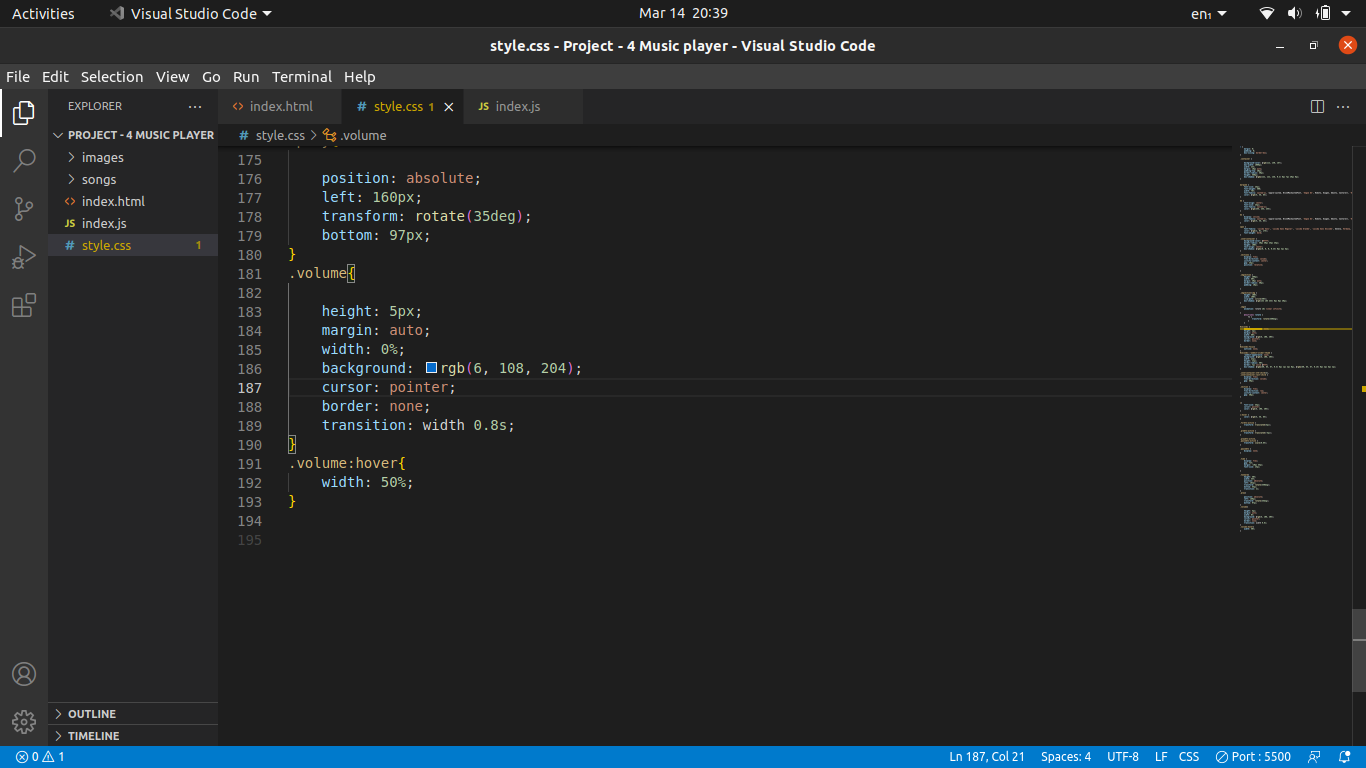 Activities Visual Studio Code Mar 14 20:39 en₁
style.css - Project - 4 Music player - Visual Studio Code
File Edit Selection View Go Run Terminal Help
EXPLORER ... index.html # style.css 1 JS index.js ...
PROJECT - 4 MUSIC PLAYER # style.css > .volume
images
songs
index.html
JS index.js
# style.css 1
175
176 position: absolute;
177 left: 160px;
178 transform: rotate(35deg);
179 bottom: 97px;
180 }
181 .volume{
182
183 height: 5px;
184 margin: auto;
185 width: 0%;
186 background: rgb(6, 108, 204);
187 cursor: pointer;
188 border: none;
189 transition: width 0.8s;
190 }
191 .volume:hover{
192 width: 50%;
193 }
194
195
OUTLINE
TIMELINE
0 1 Ln 187, Col 21 Spaces: 4 UTF-8 LF CSS Port : 5500